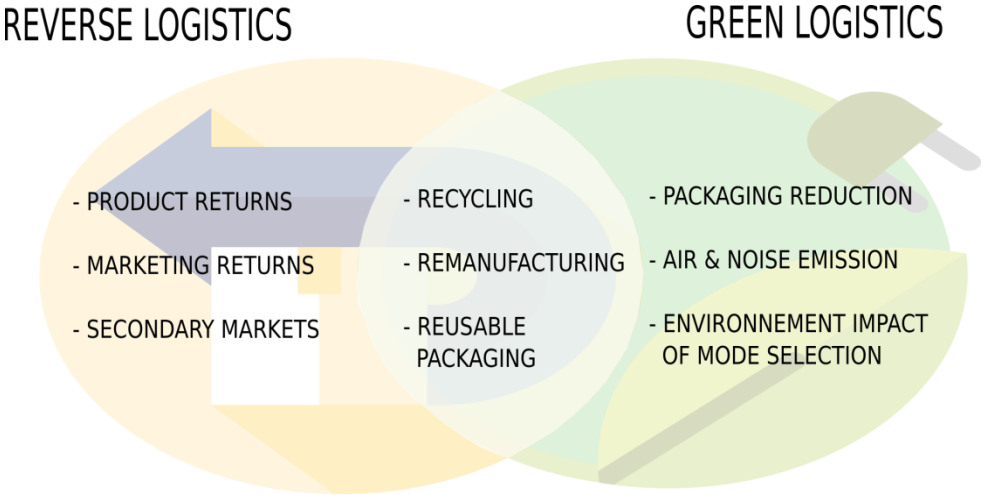 REVERSE LOGISTICS
GREEN LOGISTICS
- PRODUCT RETURNS
- MARKETING RETURNS
- SECONDARY MARKETS
- RECYCLING
- REMANUFACTURING
- REUSABLE
PACKAGING
- PACKAGING REDUCTION
- AIR & NOISE EMISSION
- ENVIRONNEMENT IMPACT
OF MODE SELECTION